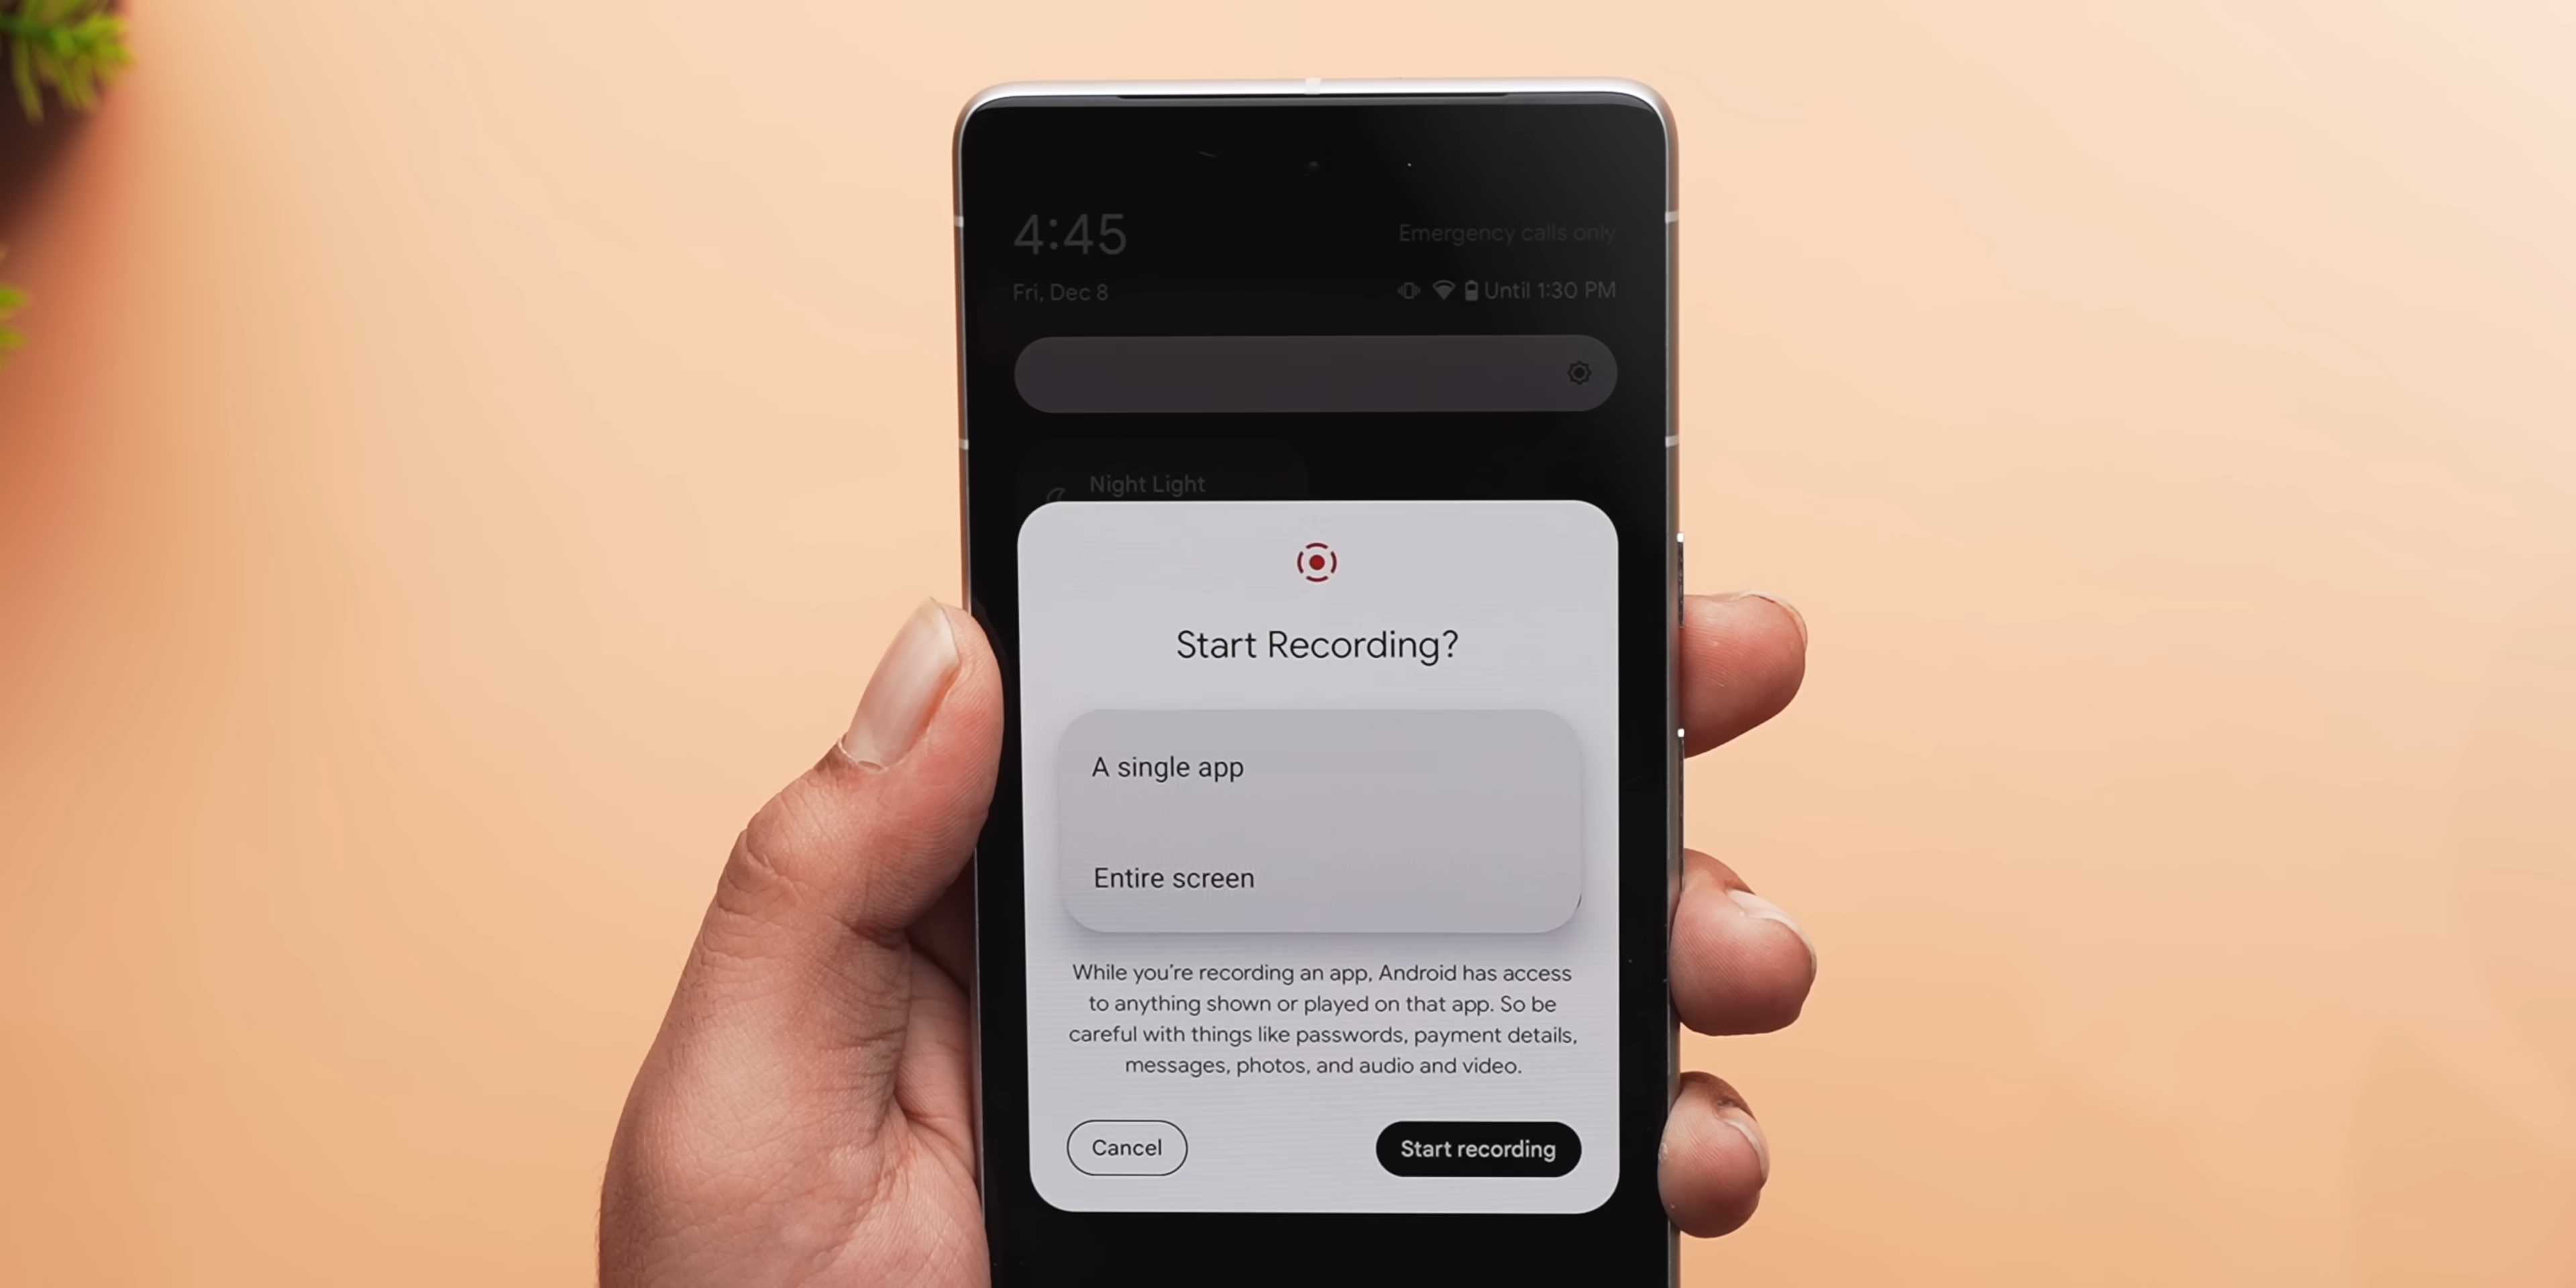 4:45
Emergency calls only
Fri, Dec 8
Until 1:30 PM
Night Light
Start Recording?
A single app
Entire screen
While you're recording an app, Android has access
to anything shown or played on that app. So be
careful with things like passwords, payment details,
messages, photos, and audio and video.
Cancel
Start recording